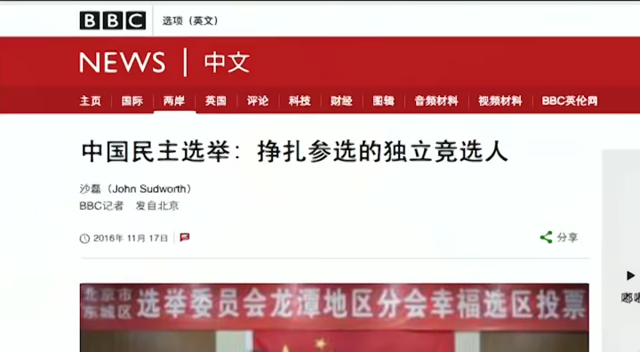 BBC 选项（英文）
NEWS 中文
主页 国际 两岸 英国 评论 科技 财经 图辑 音频材料 视频材料 BBC英伦网
中国民主选举：挣扎参选的独立竞选人
沙磊（John Sudworth）
BBC记者 发自北京
2016年 11月 17日
分享
北京市
东城区
选举委员会龙潭地区分会幸福选区投票